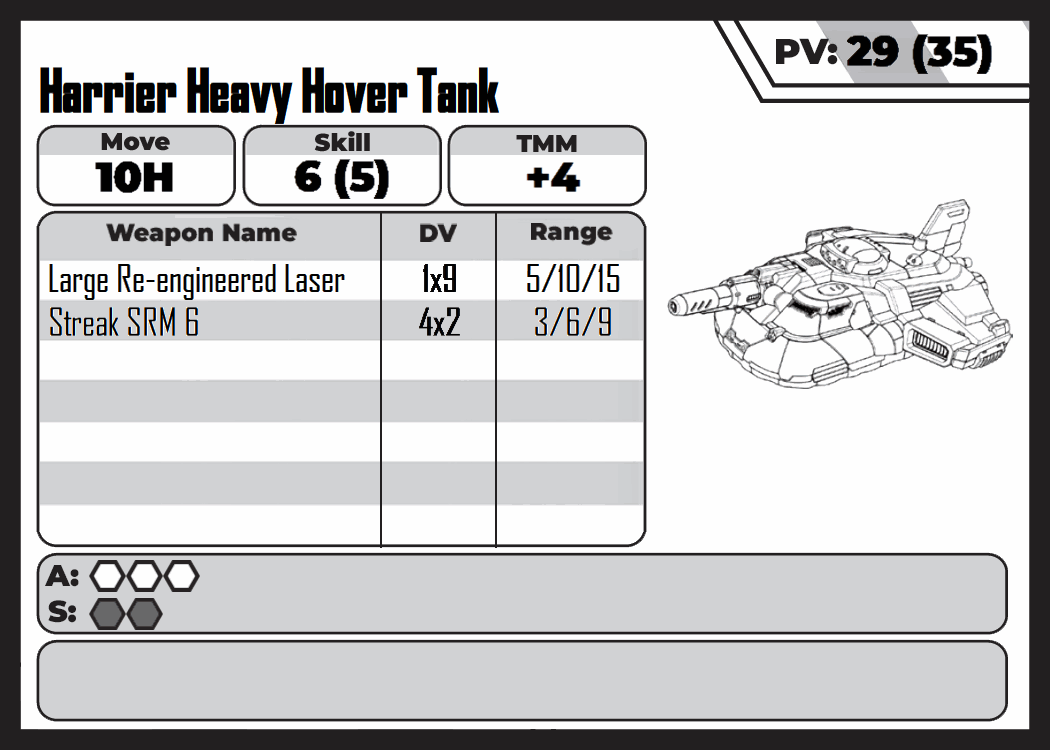 PV: 29 (35)
Harrier Heavy Hover Tank
Move Skill TMM
10H 6 (5) +4
Weapon Name DV Range
Large Re-engineered Laser 1x9 5/10/15
Streak SRM 6 4x2 3/6/9
A:
S: